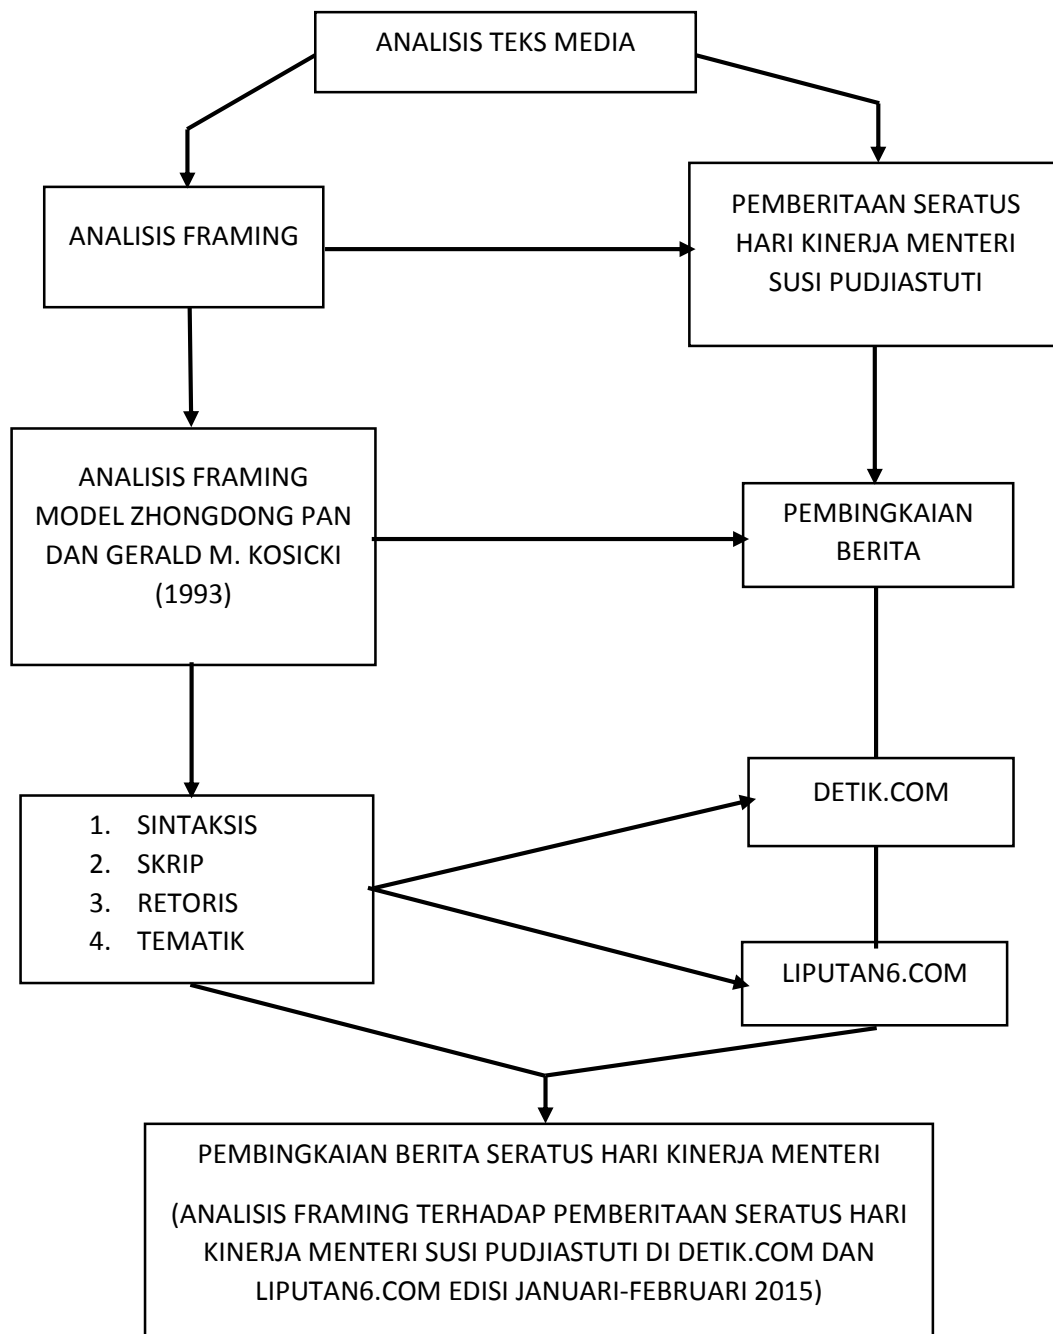 ANALISIS TEKS MEDIA
ANALISIS FRAMING
PEMBERITAAN SERATUS
HARI KINERJA MENTERI
SUSI PUDJIASTUTI
ANALISIS FRAMING
MODEL ZHONGDONG PAN
DAN GERALD M. KOSICKI
(1993)
PEMBINGKAIAN
BERITA
DETIK.COM
1. SINTAKSIS
2. SKRIP
3. RETORIS
4. TEMATIK
LIPUTAN6.COM
PEMBINGKAIAN BERITA SERATUS HARI KINERJA MENTERI
(ANALISIS FRAMING TERHADAP PEMBERITAAN SERATUS HARI
KINERJA MENTERI SUSI PUDJIASTUTI DI DETIK.COM DAN
LIPUTAN6.COM EDISI JANUARI-FEBRUARI 2015)